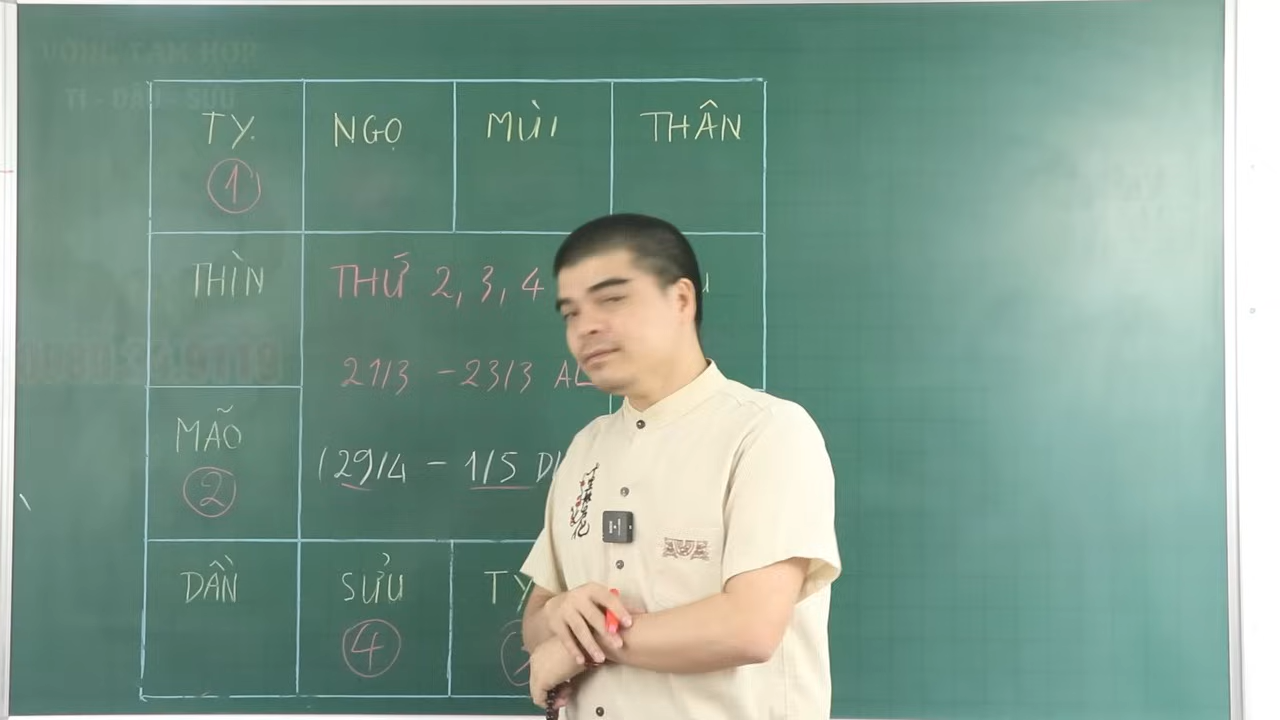 TỴ NGỌ MÙI THÂN
1
THÌN THỨ 2, 3, 4
21/3 - 23/3 AL
MÃO
2 (29/4 - 1/5
DẦN SỬU TÝ
4